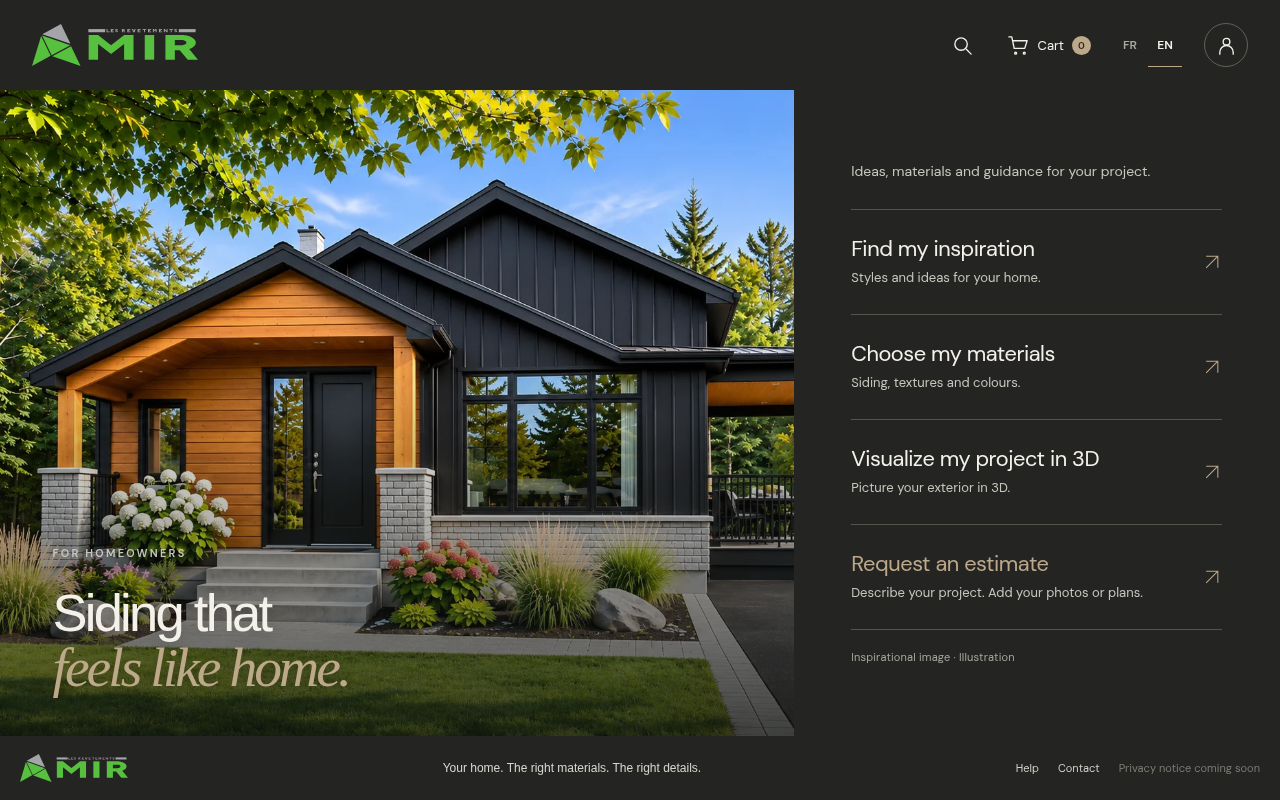 LES REVETEMENTS
MIR
Cart 0
FR EN
FOR HOMEOWNERS
Siding that
feels like home.
Ideas, materials and guidance for your project.
Find my inspiration
Styles and ideas for your home.
Choose my materials
Siding, textures and colours.
Visualize my project in 3D
Picture your exterior in 3D.
Request an estimate
Describe your project. Add your photos or plans.
Inspirational image · Illustration
LES REVETEMENTS
MIR
Your home. The right materials. The right details.
Help Contact Privacy notice coming soon